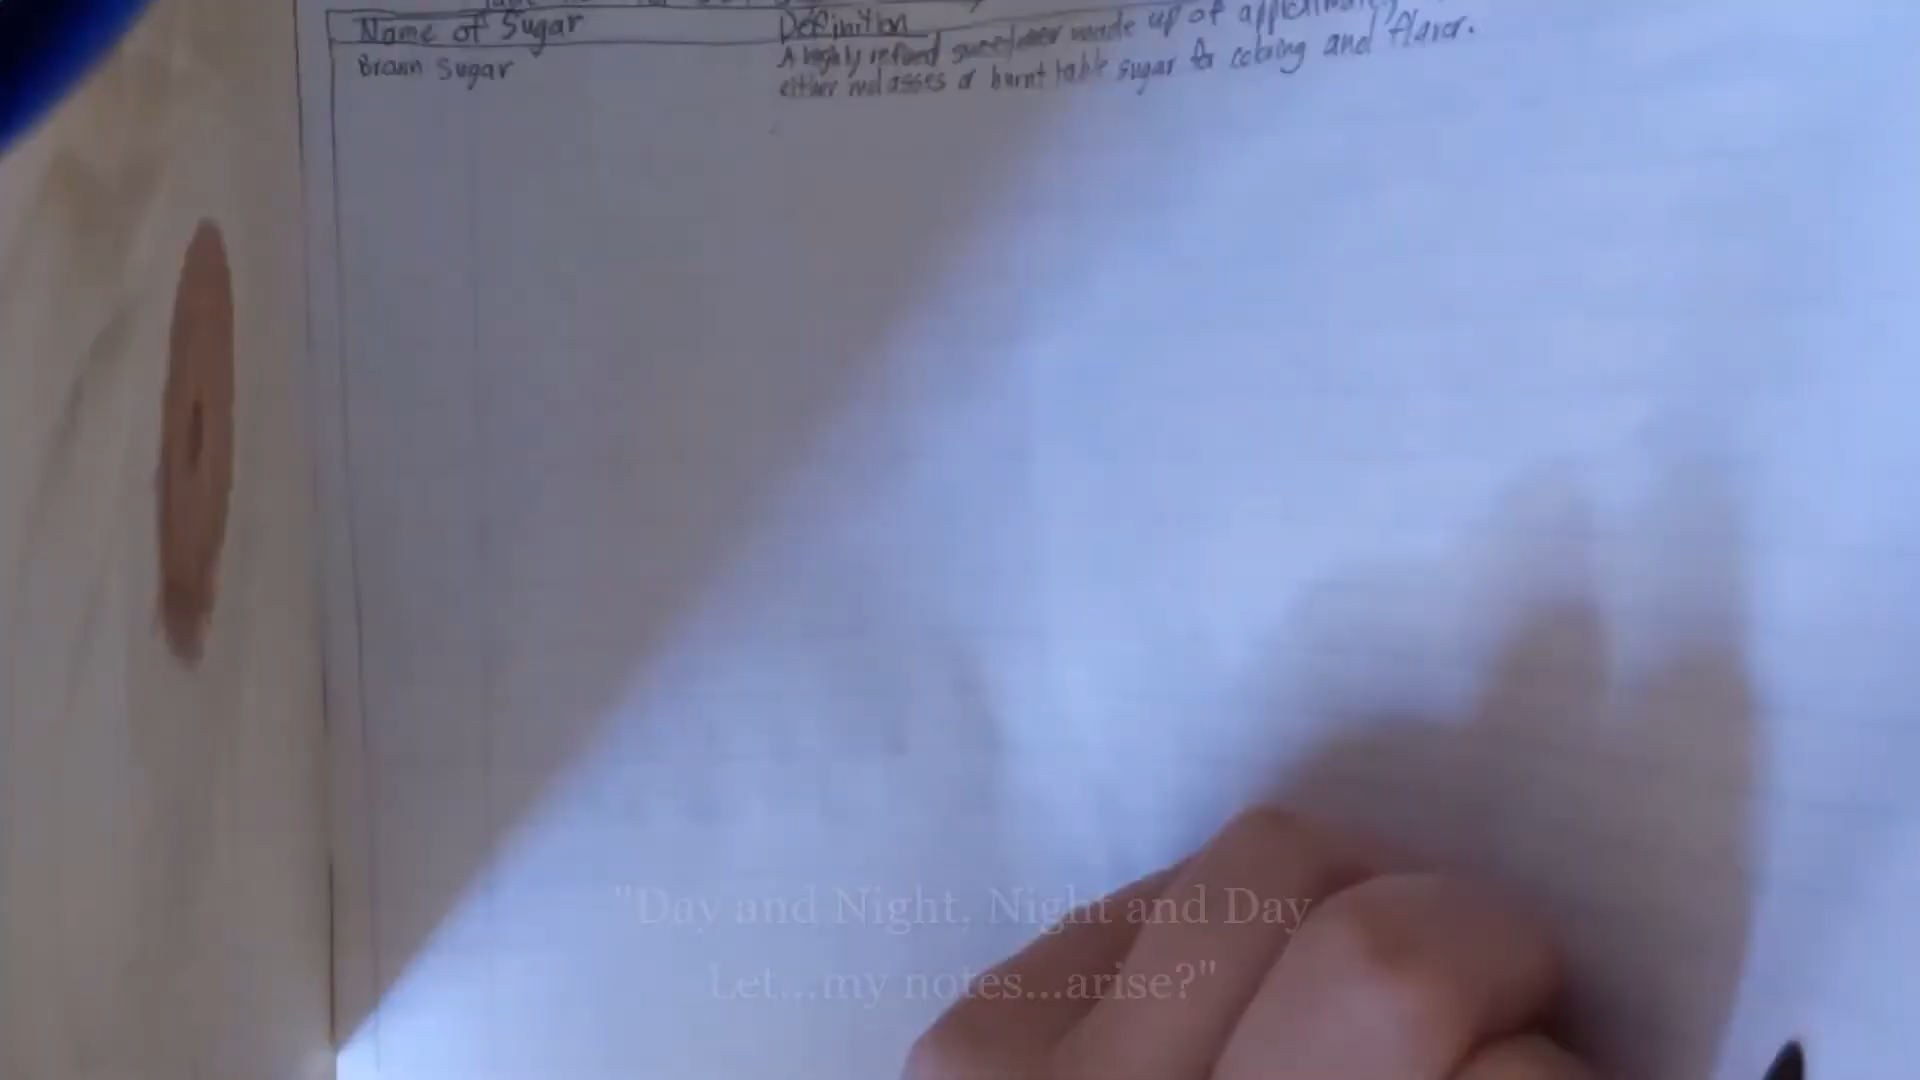 Name of Sugar
Definition
Brown Sugar
A highly refined sweetener made up of
either molasses or burnt table sugar for coloring and flavor.
"Day and Night, Night and Day
Let...my notes...arise?"